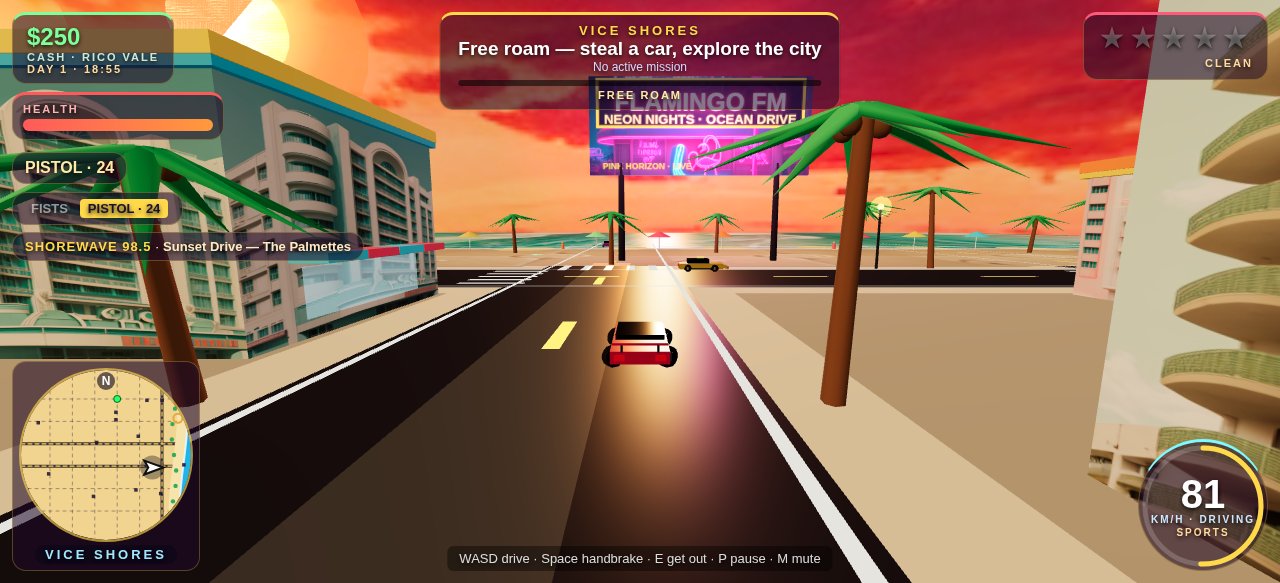 $250
CASH · RICO VALE
DAY 1 · 18:55
HEALTH
PISTOL · 24
FISTS PISTOL · 24
SHOREWAVE 98.5 · Sunset Drive — The Palmettes
VICE SHORES
Free roam — steal a car, explore the city
No active mission
FREE ROAM
FLAMINGO FM
NEON NIGHTS · OCEAN DRIVE
PINK HORIZON · LIVE
★★★★★
CLEAN
N
VICE SHORES
81
KM/H · DRIVING
SPORTS
WASD drive · Space handbrake · E get out · P pause · M mute